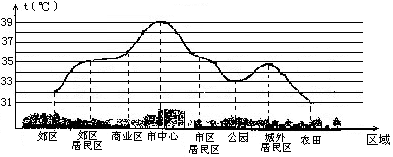 t(℃)
39
37
35
33
31
郊区
郊区居民区
商业区
市中心
市区居民区
公园
城外居民区
农田
区域